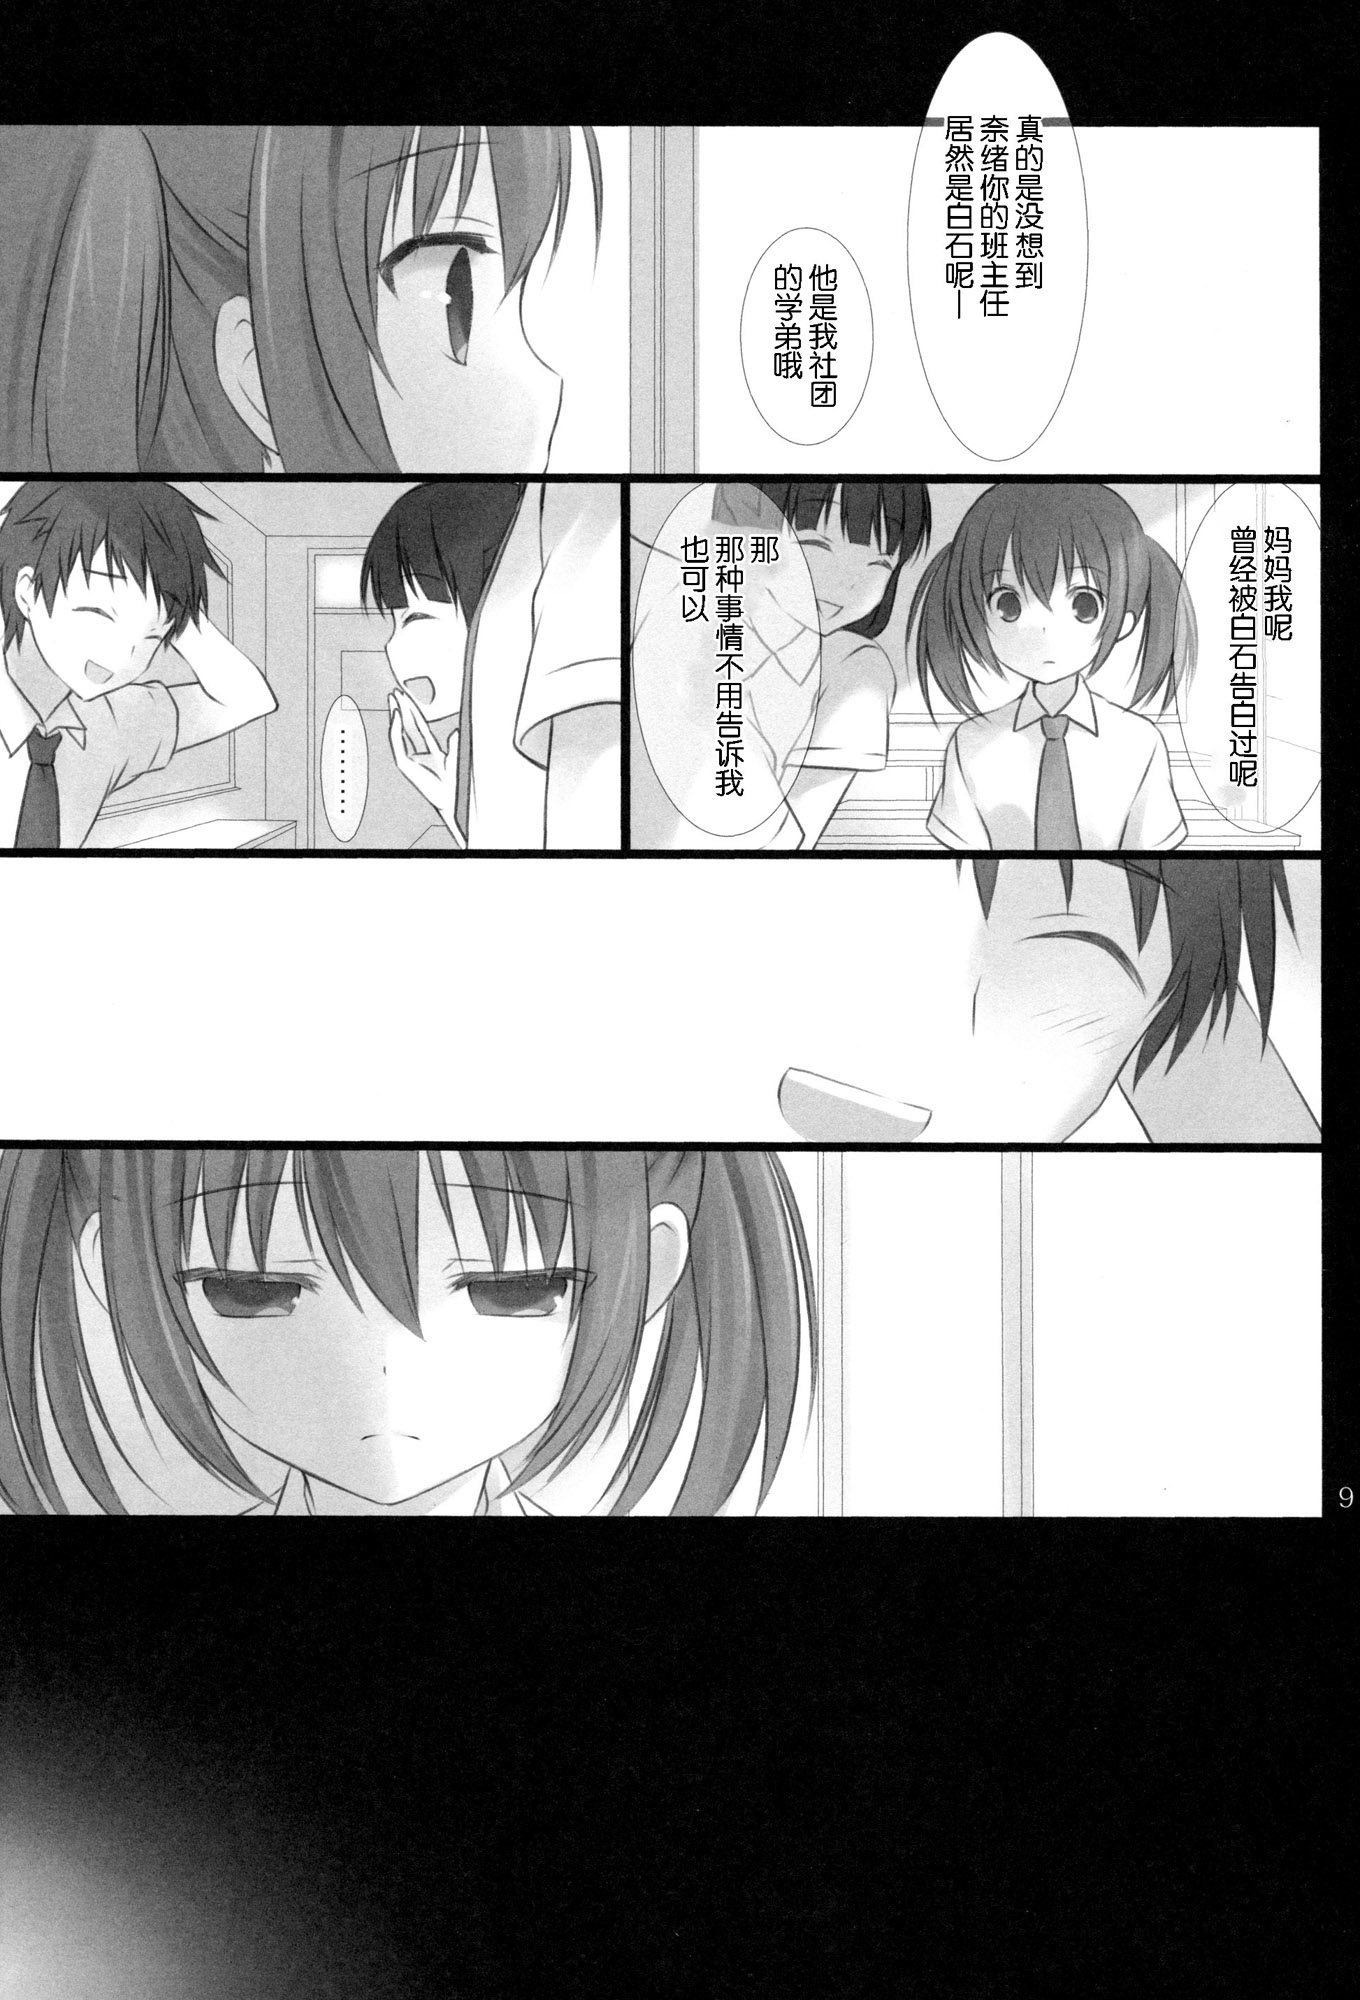 真的是没想到
奈绪你的班主任
居然是白石呢ー
他是我社团
的学弟哦
妈妈我呢
曾经被白石告白过呢
那
那种事情不用告诉我
也可以
………
9